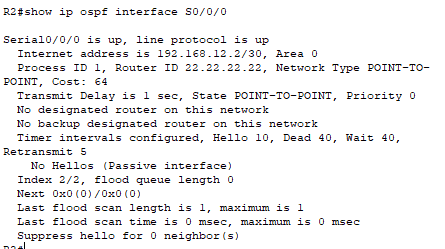 R2#show ip ospf interface S0/0/0
Serial0/0/0 is up, line protocol is up
Internet address is 192.168.12.2/30, Area 0
Process ID 1, Router ID 22.22.22.22, Network Type POINT-TO-
POINT, Cost: 64
Transmit Delay is 1 sec, State POINT-TO-POINT, Priority 0
No designated router on this network
No backup designated router on this network
Timer intervals configured, Hello 10, Dead 40, Wait 40,
Retransmit 5
No Hellos (Passive interface)
Index 2/2, flood queue length 0
Next 0x0(0)/0x0(0)
Last flood scan length is 1, maximum is 1
Last flood scan time is 0 msec, maximum is 0 msec
Suppress hello for 0 neighbor(s)
R2#